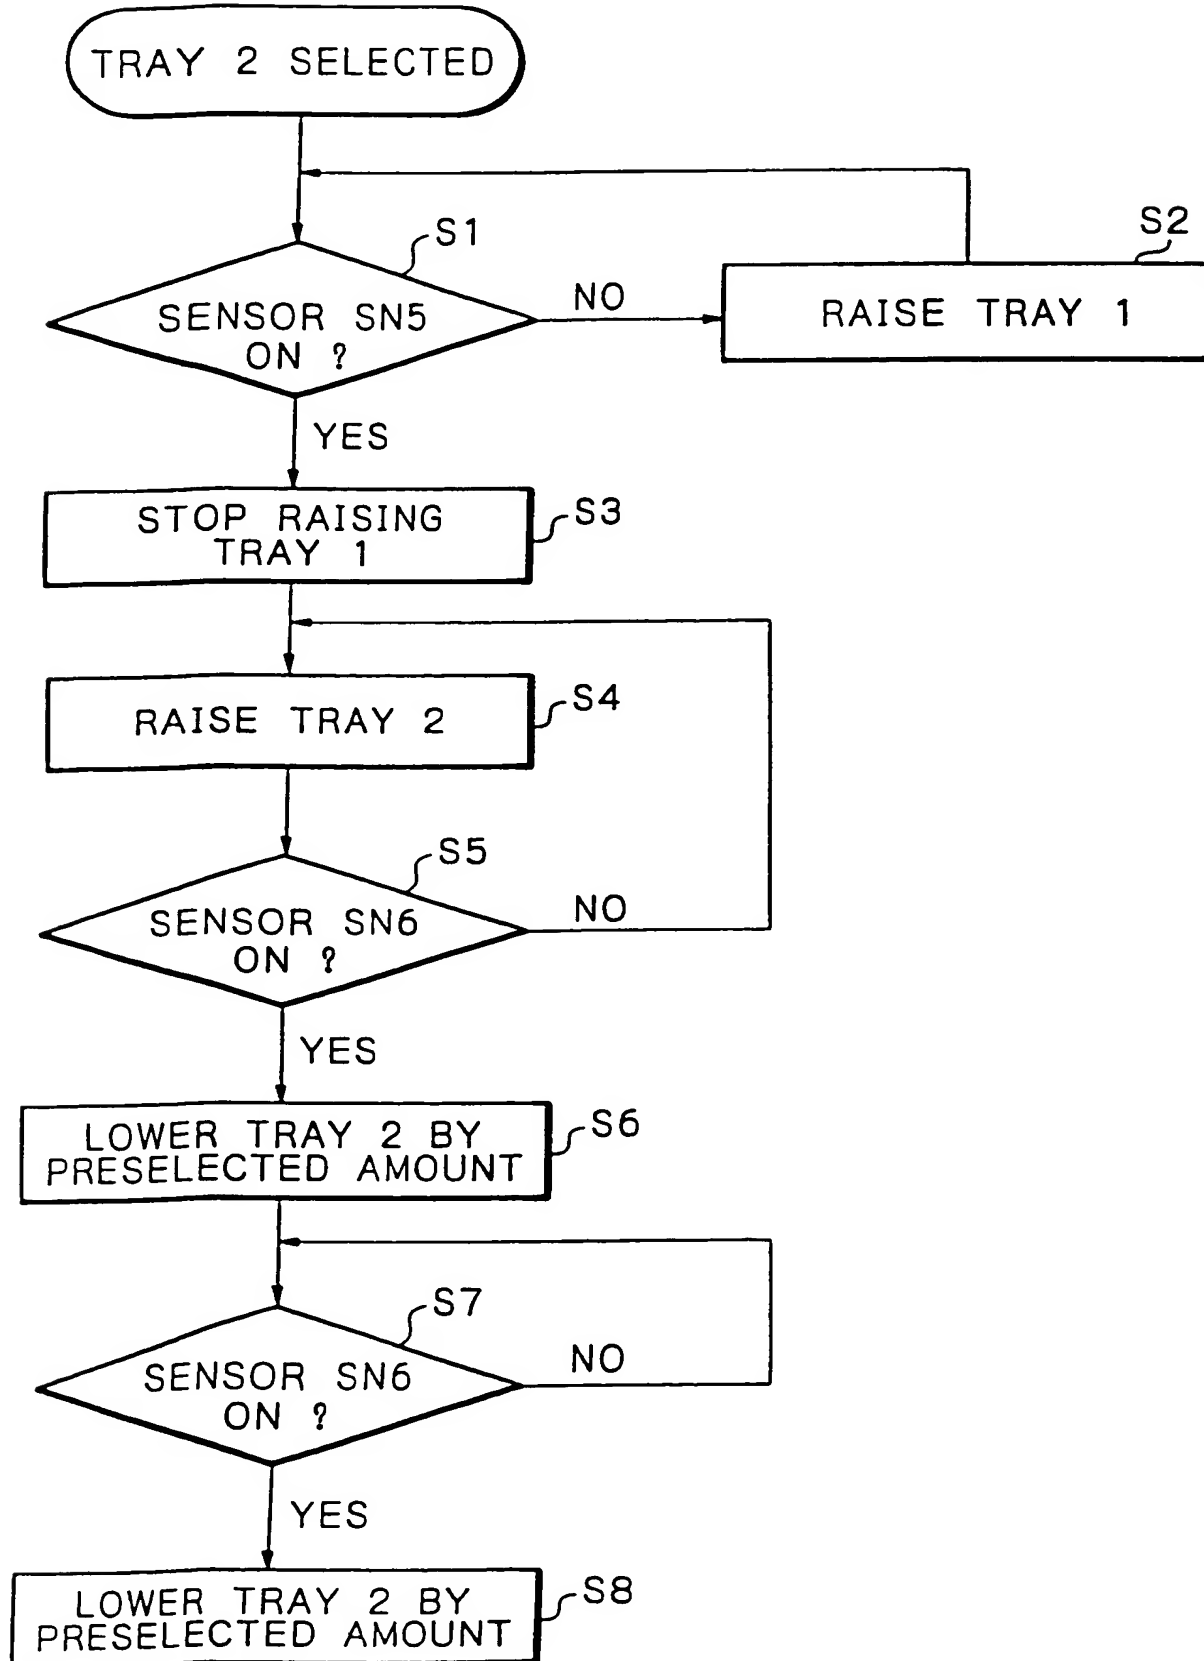 TRAY 2 SELECTED
S1
S2
SENSOR SN5
ON ?
NO
RAISE TRAY 1
YES
STOP RAISING
TRAY 1
S3
RAISE TRAY 2
S4
S5
SENSOR SN6
ON ?
NO
YES
LOWER TRAY 2 BY
PRESELECTED AMOUNT
S6
S7
SENSOR SN6
ON ?
NO
YES
LOWER TRAY 2 BY
PRESELECTED AMOUNT
S8